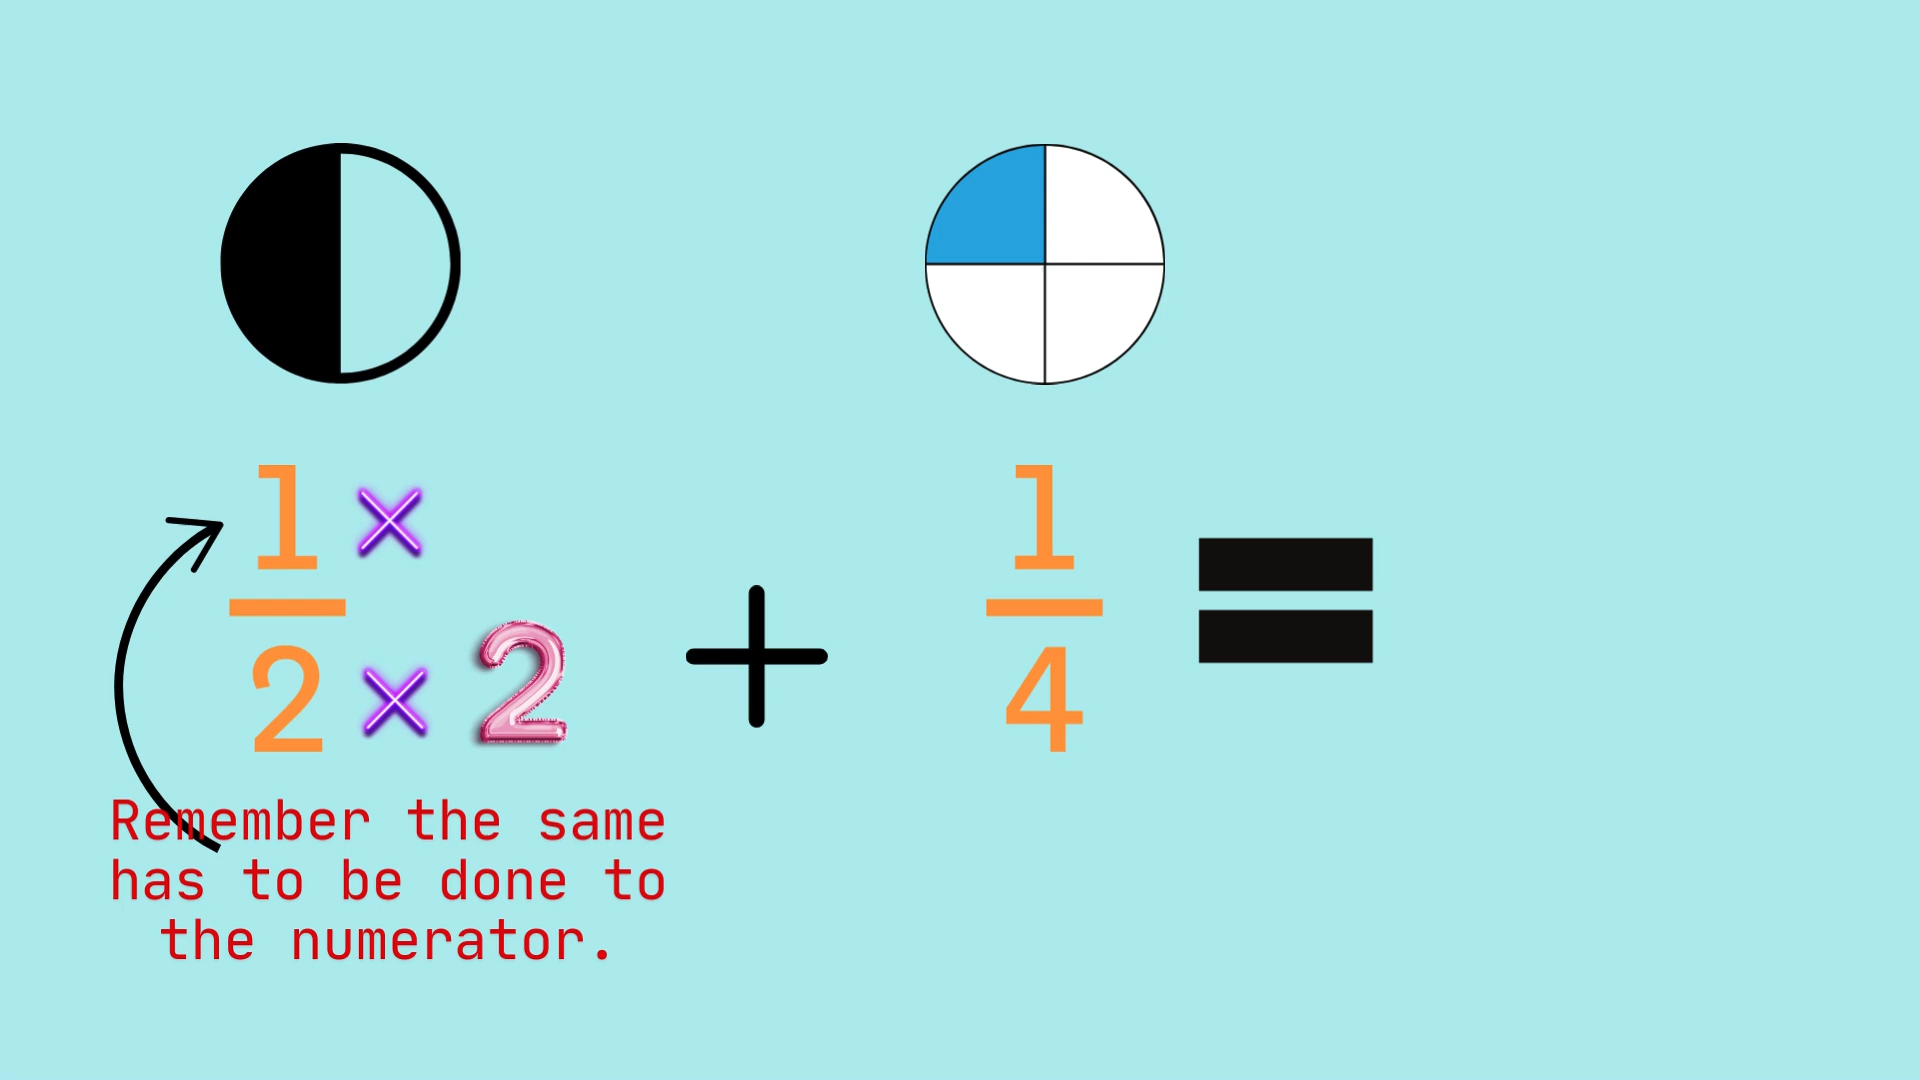 1 ×
2 × 2 + 1 =
4
Remember the same
has to be done to
the numerator.